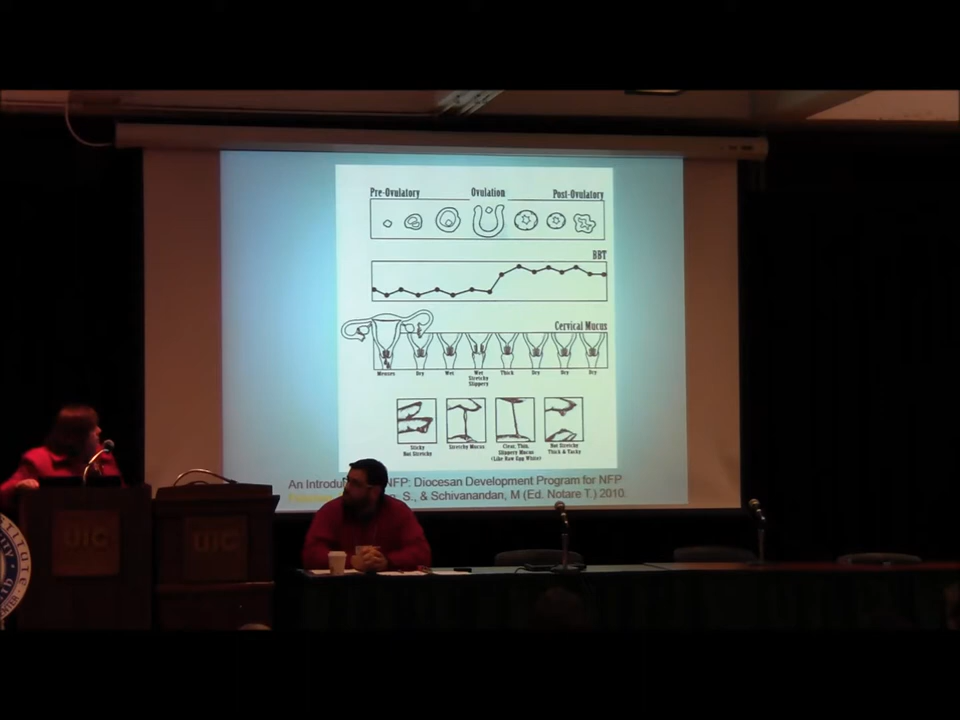 Pre-Ovulatory Ovulation Post-Ovulatory
BBT
Cervical Mucus
Menses Dry Wet Wet Stretchy Slippery Thick Dry Dry Dry
Sticky
Not Stretchy
Stretchy Mucus
Clear, Thin,
Slippery Mucus
(Like Raw Egg White)
Not Stretchy
Thick & Tacky
An NFP: Diocesan Development Program for NFP
S., & Schivanandan, M (Ed. Notare T.) 2010.
UIC
UIC